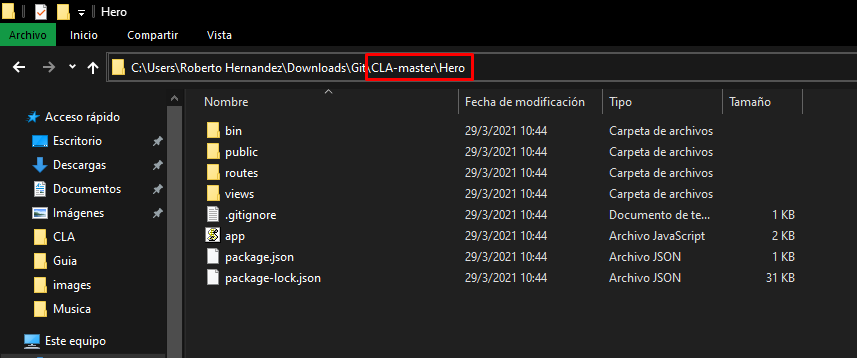 Hero
Archivo Inicio Compartir Vista
C:\Users\Roberto Hernandez\Downloads\Git\CLA-master\Hero
Nombre Fecha de modificación Tipo Tamaño
Acceso rápido
Escritorio
Descargas
Documentos
Imágenes
CLA
Guia
images
Musica
Este equipo
bin 29/3/2021 10:44 Carpeta de archivos
public 29/3/2021 10:44 Carpeta de archivos
routes 29/3/2021 10:44 Carpeta de archivos
views 29/3/2021 10:44 Carpeta de archivos
.gitignore 29/3/2021 10:44 Documento de te... 1 KB
app 29/3/2021 10:44 Archivo JavaScript 2 KB
package.json 29/3/2021 10:44 Archivo JSON 1 KB
package-lock.json 29/3/2021 10:44 Archivo JSON 31 KB